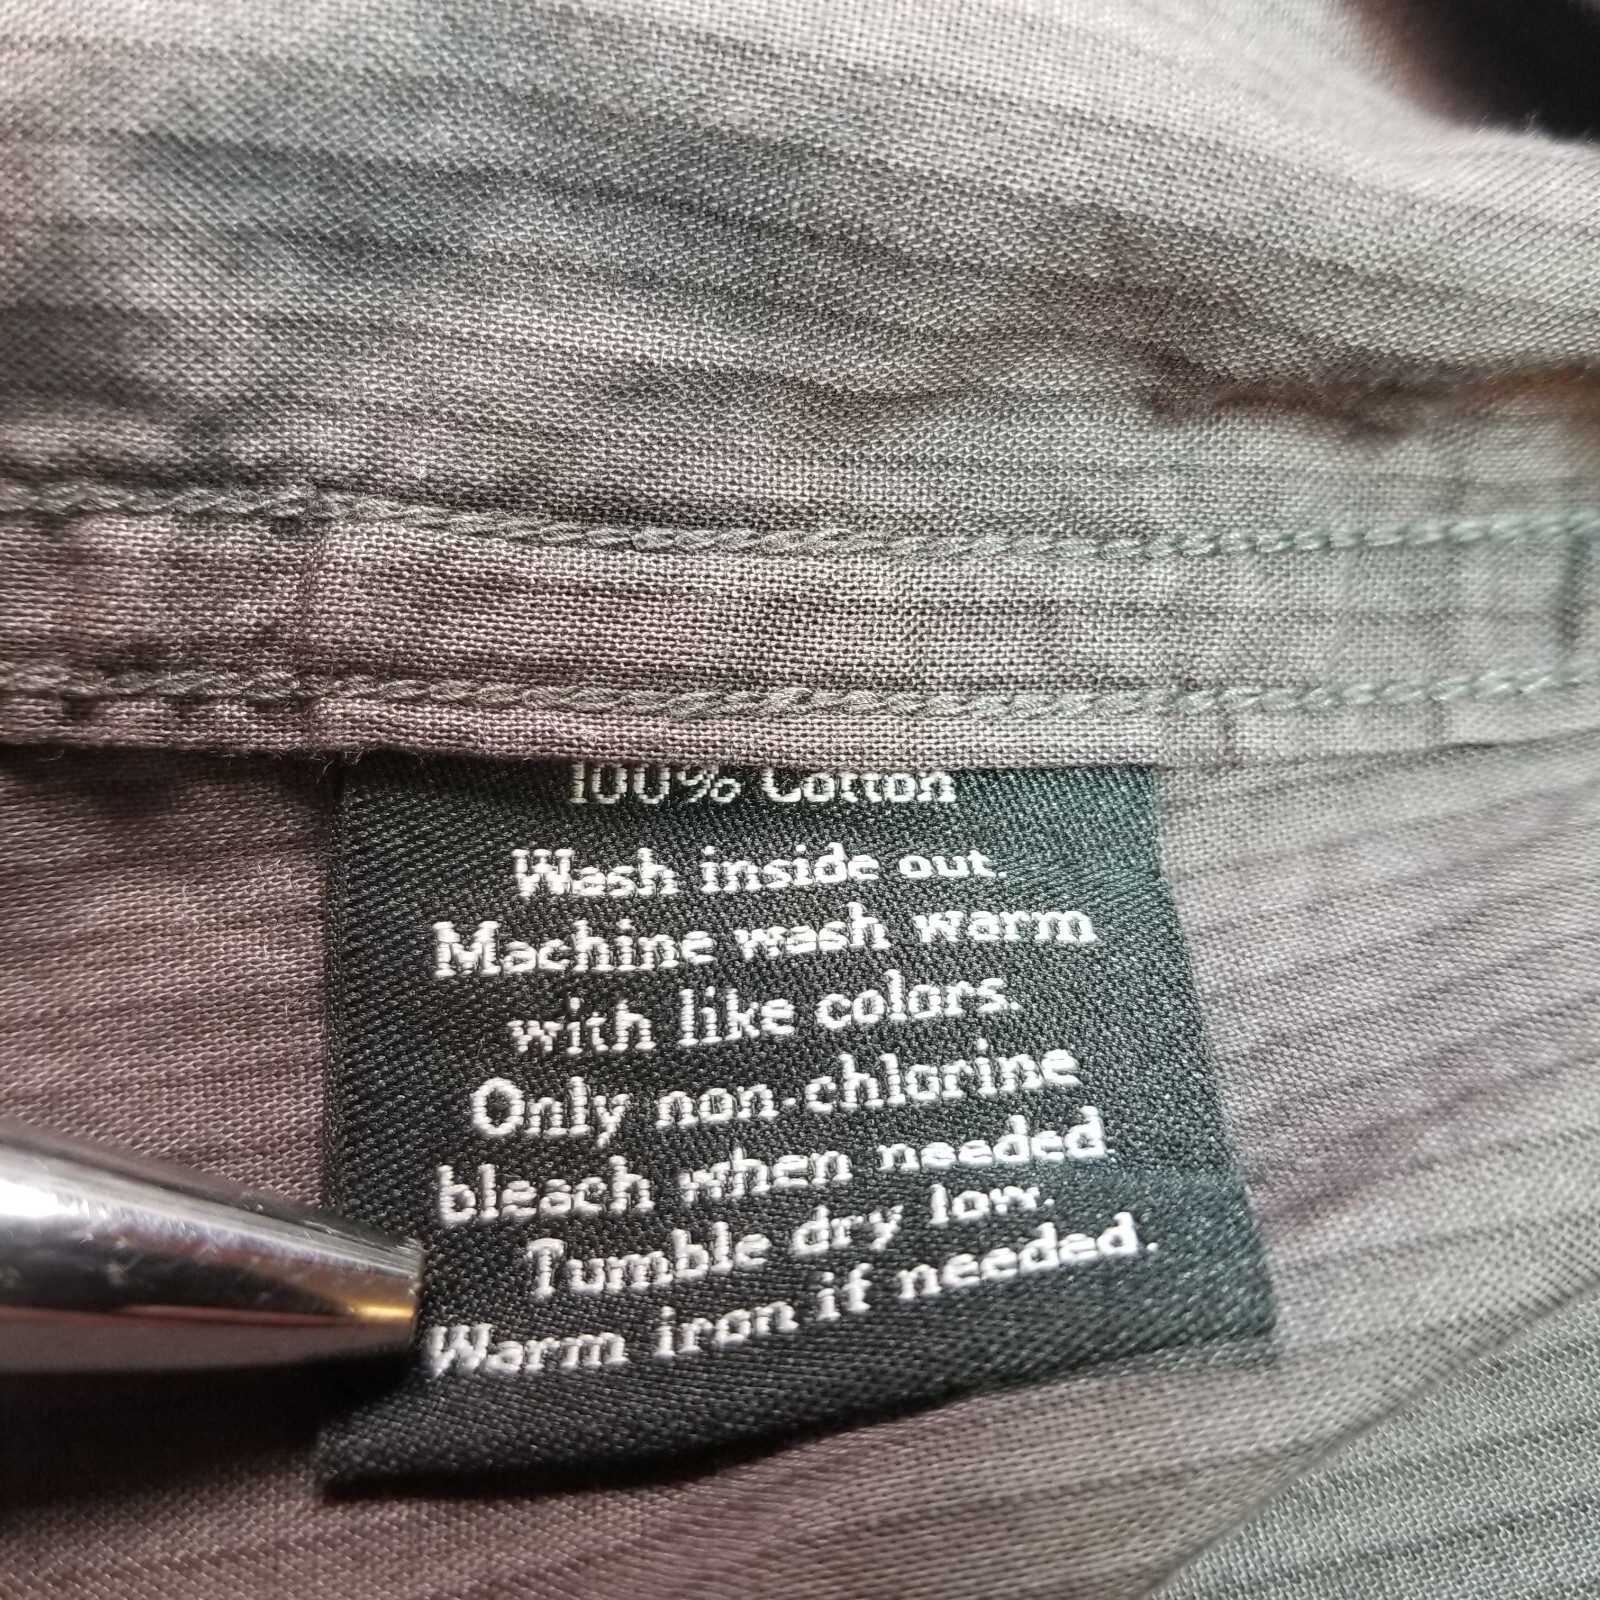 100% Cotton
Wash inside out.
Machine wash warm
with like colors.
Only non-chlorine
bleach when needed.
Tumble dry low.
Warm iron if needed.